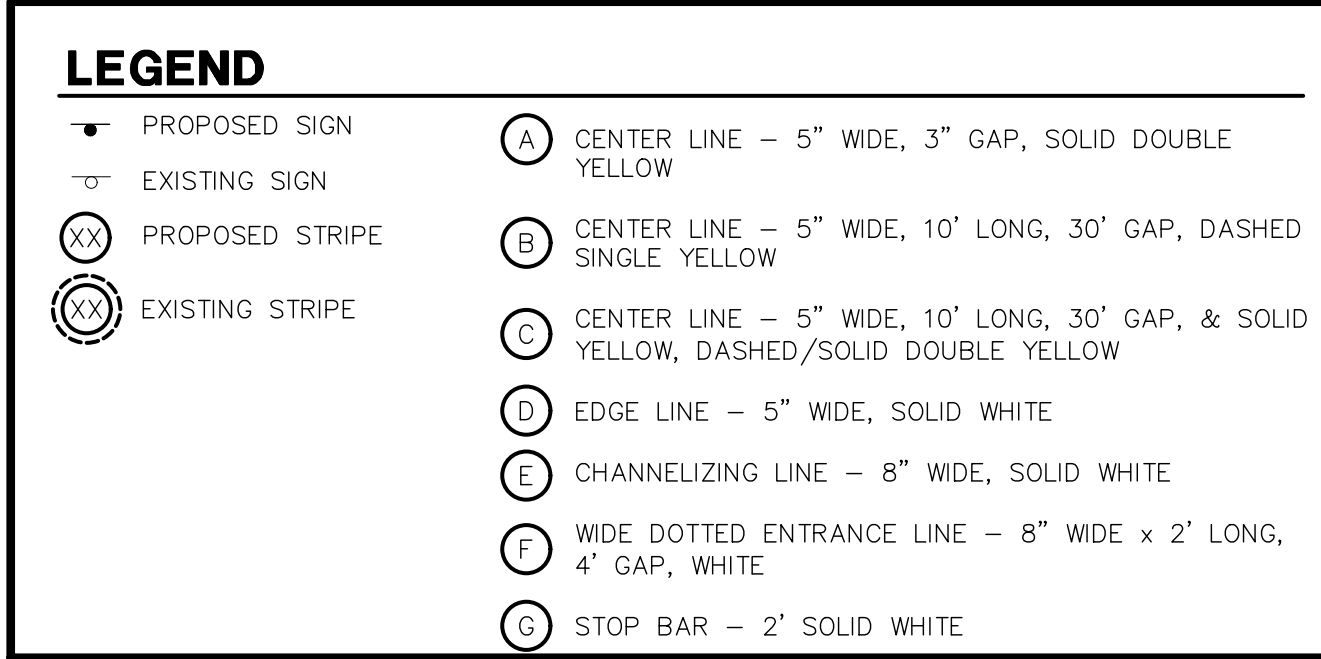 LEGEND
PROPOSED SIGN
EXISTING SIGN
XX PROPOSED STRIPE
XX EXISTING STRIPE
A CENTER LINE – 5” WIDE, 3” GAP, SOLID DOUBLE
YELLOW
B CENTER LINE – 5” WIDE, 10’ LONG, 30’ GAP, DASHED
SINGLE YELLOW
C CENTER LINE – 5” WIDE, 10’ LONG, 30’ GAP, & SOLID
YELLOW, DASHED/SOLID DOUBLE YELLOW
D EDGE LINE – 5” WIDE, SOLID WHITE
E CHANNELIZING LINE – 8” WIDE, SOLID WHITE
F WIDE DOTTED ENTRANCE LINE – 8” WIDE x 2’ LONG,
4’ GAP, WHITE
G STOP BAR – 2’ SOLID WHITE